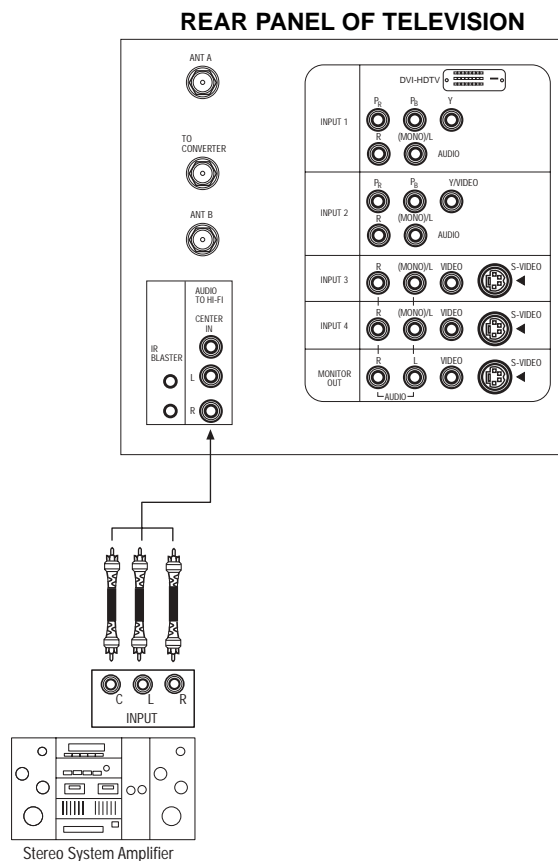 REAR PANEL OF TELEVISION
ANT A
TO
CONVERTER
ANT B
AUDIO
TO HI-FI
CENTER
IN
IR
BLASTER
L
R
DVI-HDTV
INPUT 1
PR PB Y
R (MONO)/L AUDIO
INPUT 2
PR PB Y/VIDEO
R (MONO)/L AUDIO
INPUT 3
R (MONO)/L VIDEO S-VIDEO
INPUT 4
R (MONO)/L VIDEO S-VIDEO
MONITOR
OUT
R L VIDEO S-VIDEO
AUDIO
C L R
INPUT
Stereo System Amplifier